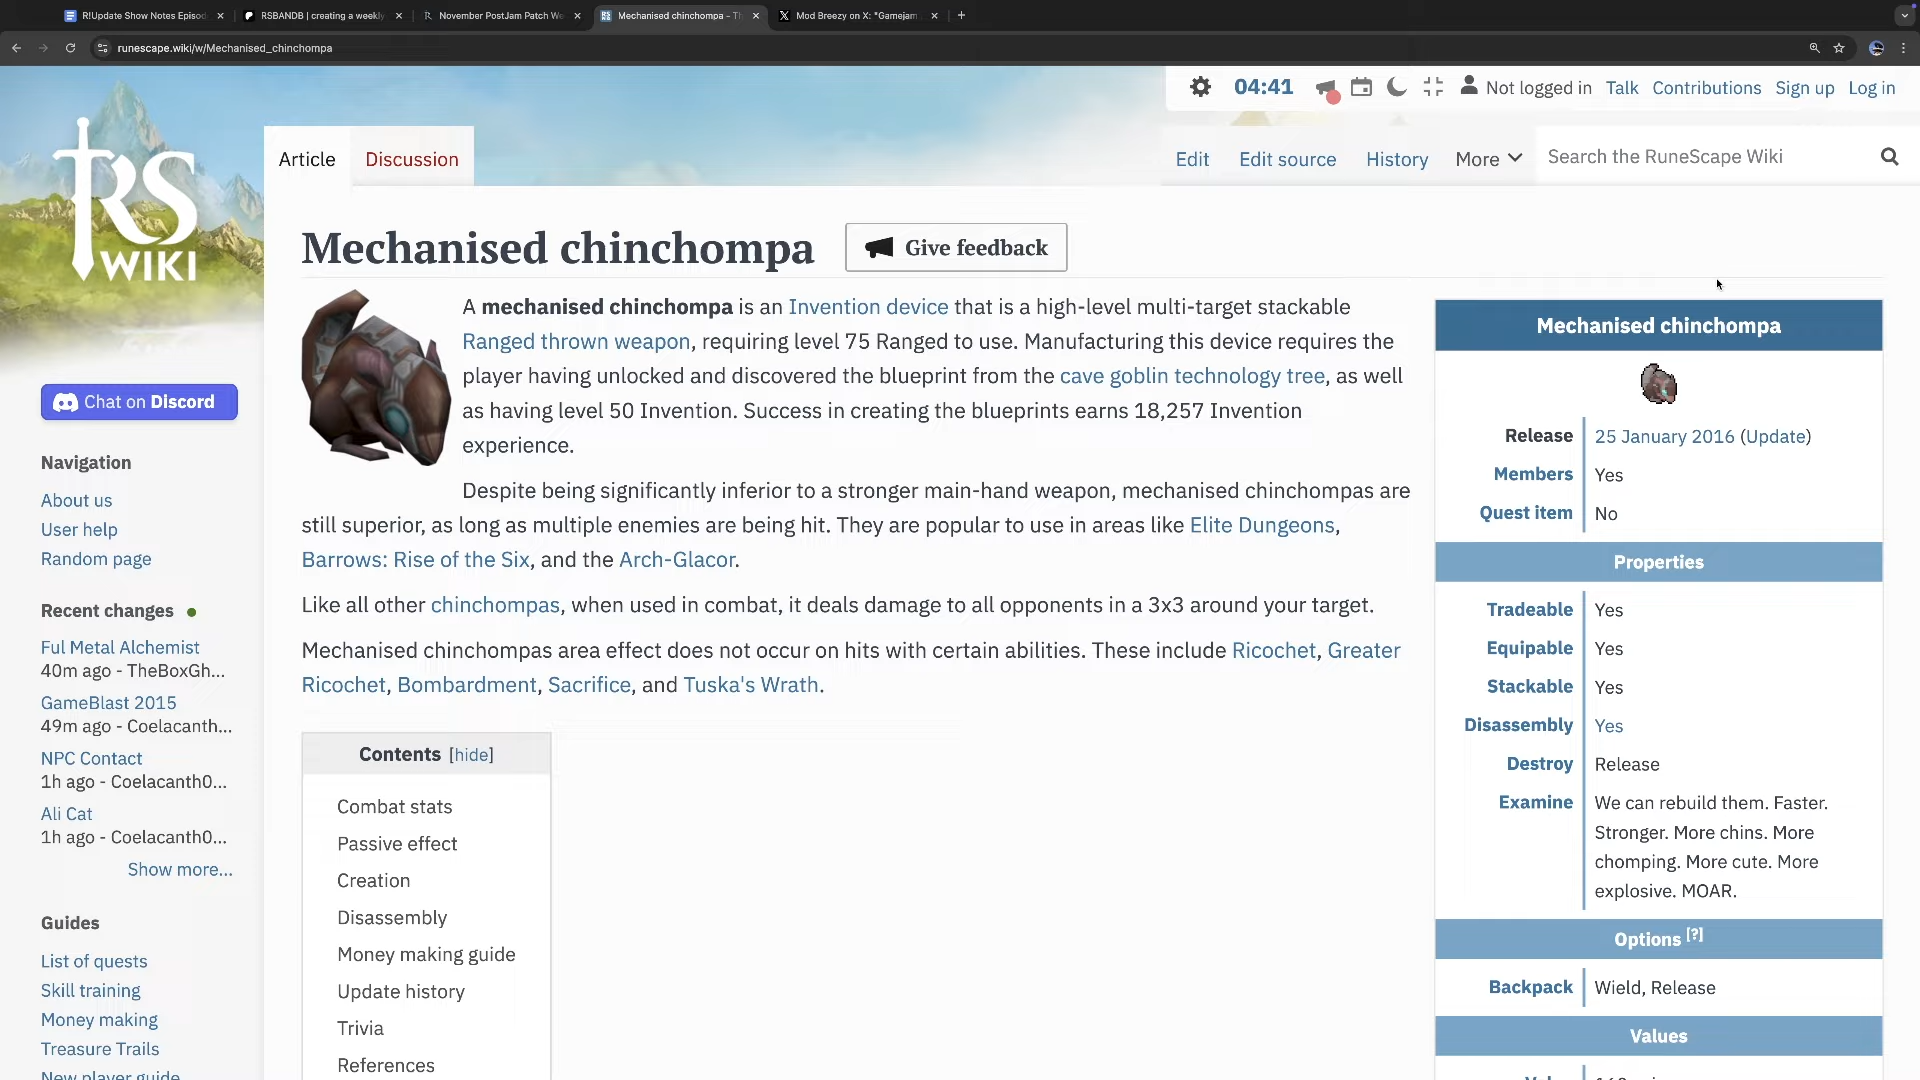 R!Update Show Notes Episod
RSBANDB | creating a weekly
November PostJam Patch We
Mechanised chinchompa - Th
Mod Breezy on X: "Gamejam
runescape.wiki/w/Mechanised_chinchompa
04:41
Not logged in
Talk
Contributions
Sign up
Log in
Article
Discussion
Edit
Edit source
History
More
Search the RuneScape Wiki
RS
WIKI
Mechanised chinchompa
Give feedback
A mechanised chinchompa is an Invention device that is a high-level multi-target stackable
Ranged thrown weapon, requiring level 75 Ranged to use. Manufacturing this device requires the
player having unlocked and discovered the blueprint from the cave goblin technology tree, as well
as having level 50 Invention. Success in creating the blueprints earns 18,257 Invention
experience.
Despite being significantly inferior to a stronger main-hand weapon, mechanised chinchompas are
still superior, as long as multiple enemies are being hit. They are popular to use in areas like Elite Dungeons,
Barrows: Rise of the Six, and the Arch-Glacor.
Like all other chinchompas, when used in combat, it deals damage to all opponents in a 3x3 around your target.
Mechanised chinchompas area effect does not occur on hits with certain abilities. These include Ricochet, Greater
Ricochet, Bombardment, Sacrifice, and Tuska's Wrath.
Contents [hide]
Combat stats
Passive effect
Creation
Disassembly
Money making guide
Update history
Trivia
References
Mechanised chinchompa
Release 25 January 2016 (Update)
Members Yes
Quest item No
Properties
Tradeable Yes
Equipable Yes
Stackable Yes
Disassembly Yes
Destroy Release
Examine We can rebuild them. Faster.
Stronger. More chins. More
chomping. More cute. More
explosive. MOAR.
Options [?]
Backpack Wield, Release
Values
Chat on Discord
Navigation
About us
User help
Random page
Recent changes
Ful Metal Alchemist
40m ago - TheBoxGh...
GameBlast 2015
49m ago - Coelacanth...
NPC Contact
1h ago - Coelacanth0...
Ali Cat
1h ago - Coelacanth0...
Show more...
Guides
List of quests
Skill training
Money making
Treasure Trails
New player guide